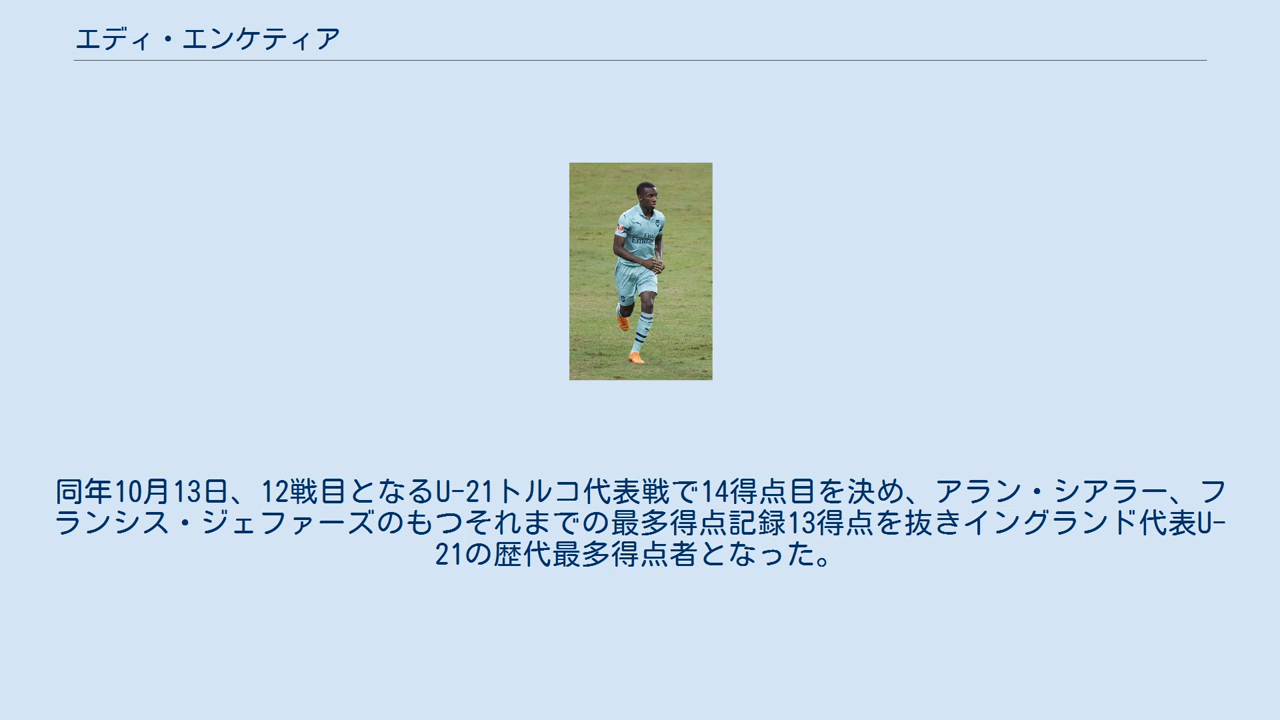 エディ・エンケティア
同年10月13日、12戦目となるU-21トルコ代表戦で14得点目を決め、アラン・シアラー、フ
ランシス・ジェファーズのもつそれまでの最多得点記録13得点を抜きイングランド代表U-
21の歴代最多得点者となった。